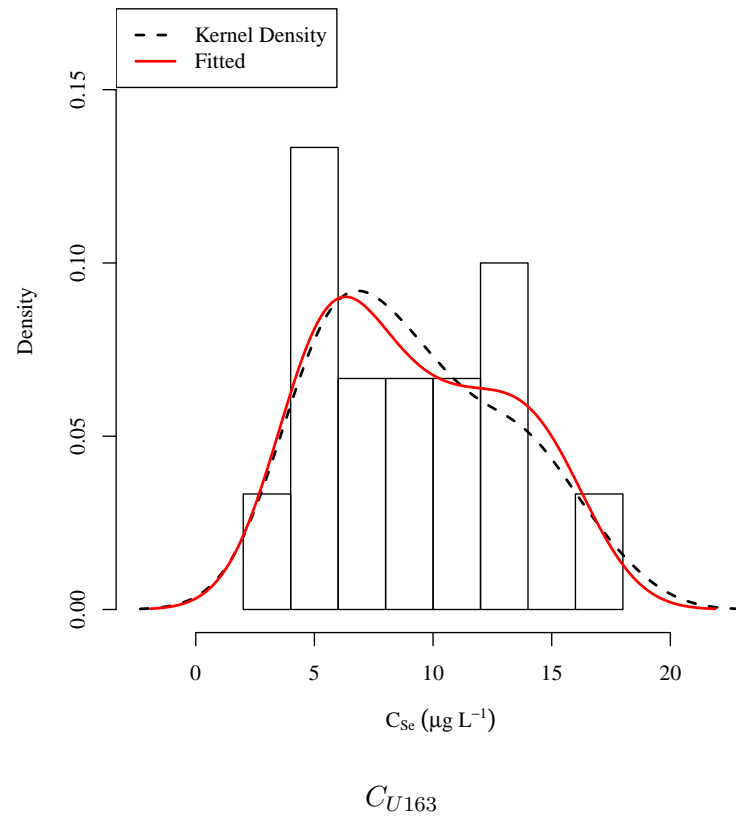 Kernel Density
Fitted
0.15
0.10
0.05
0.00
Density
0 5 10 15 20
C_Se (μg L⁻¹)
C_U163